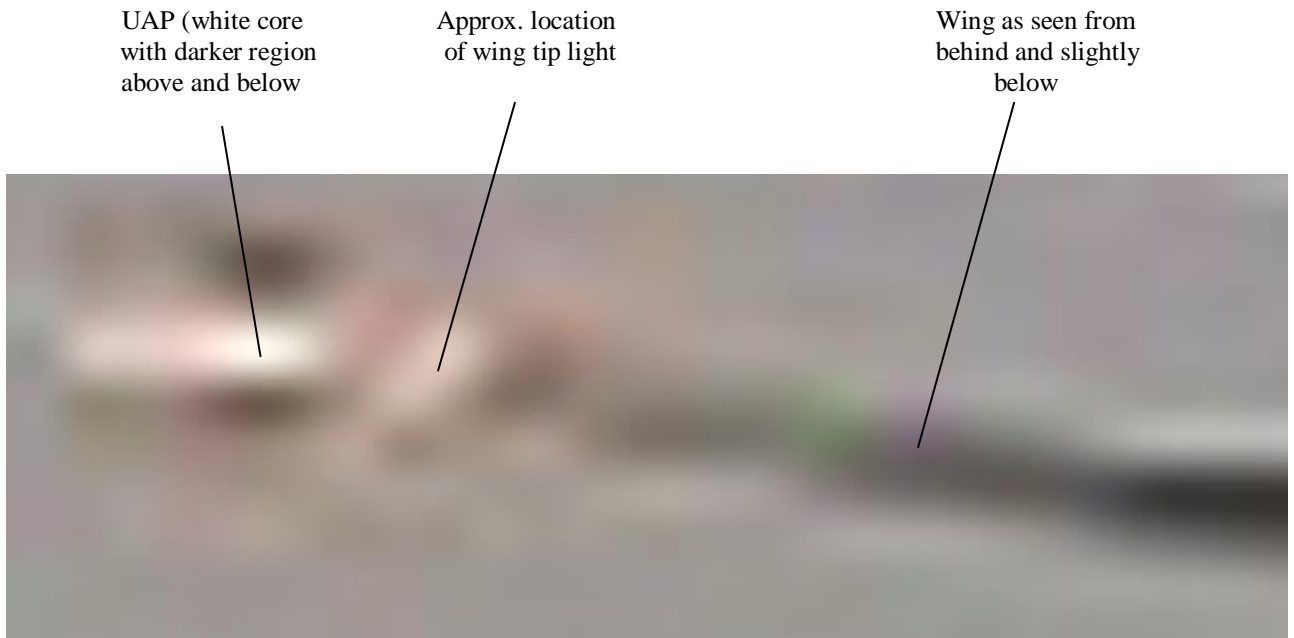 UAP (white core
with darker region
above and below
Approx. location
of wing tip light
Wing as seen from
behind and slightly
below